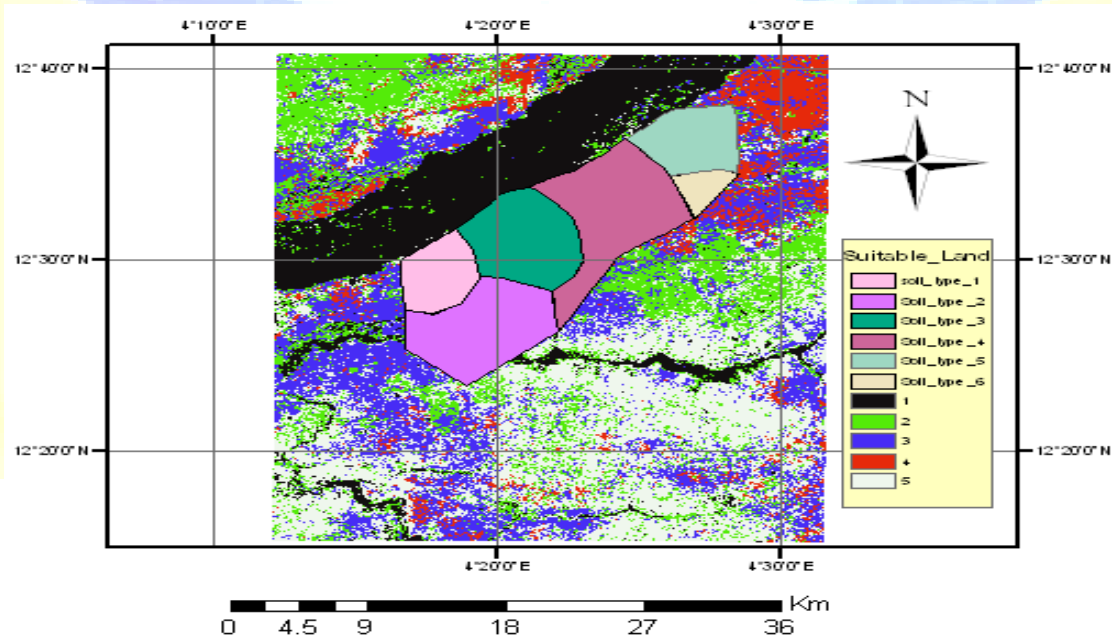 4°10'0"E 4°20'0"E 4°30'0"E
12°40'0"N 12°40'0"N
N
12°30'0"N 12°30'0"N
Suitable_Land
soil_type_1
Soil_type_2
Soil_type_3
Soil_type_4
Soil_type_5
Soil_type_6
1
2
3
4
5
12°20'0"N 12°20'0"N
4°20'0"E 4°30'0"E
Km
0 4.5 9 18 27 36